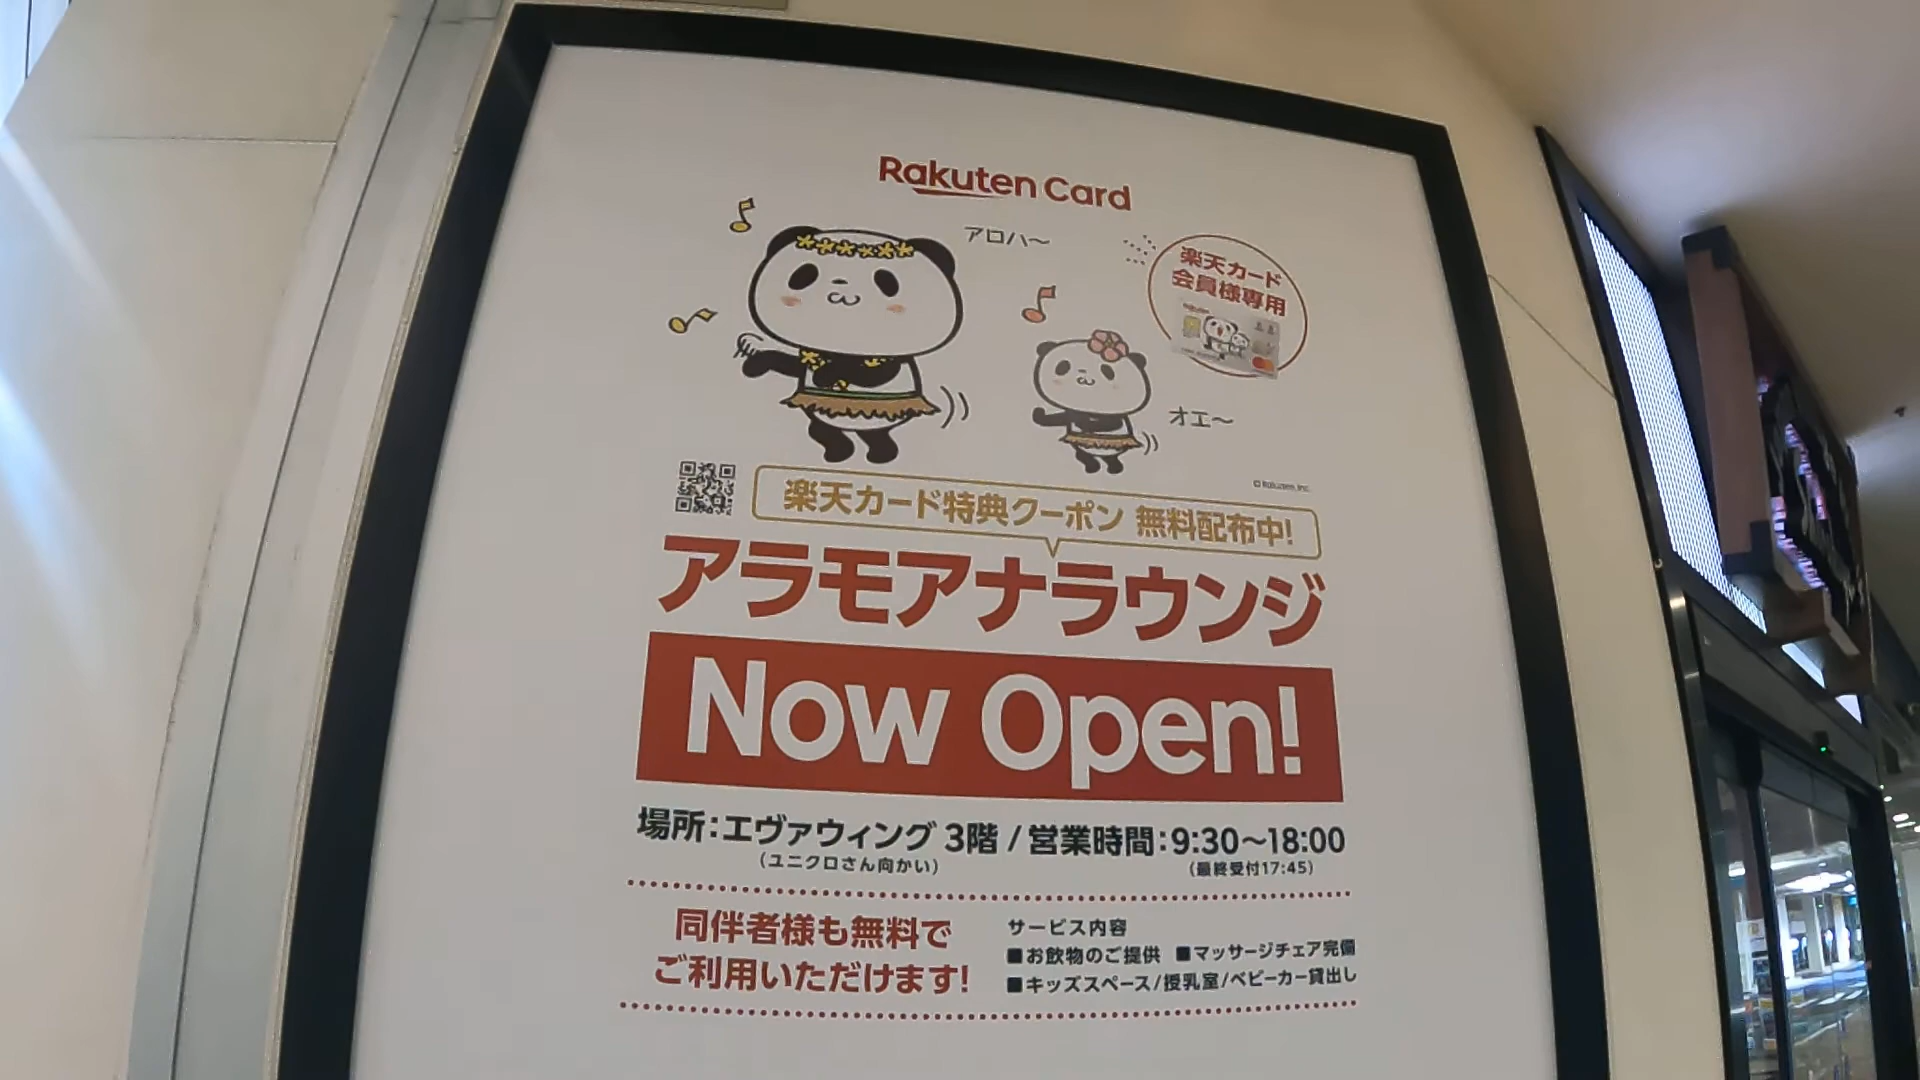 Rakuten Card
アロハ〜
楽天カード
会員様専用
オエ〜
© Rakuten, Inc.
楽天カード特典クーポン 無料配布中!
アラモアナラウンジ
Now Open!
場所:エヴァウィング 3階 / 営業時間:9:30〜18:00
(ユニクロさん向かい) (最終受付17:45)
同伴者様も無料で
ご利用いただけます!
サービス内容
■お飲物のご提供 ■マッサージチェア完備
■キッズスペース/授乳室/ベビーカー貸出し